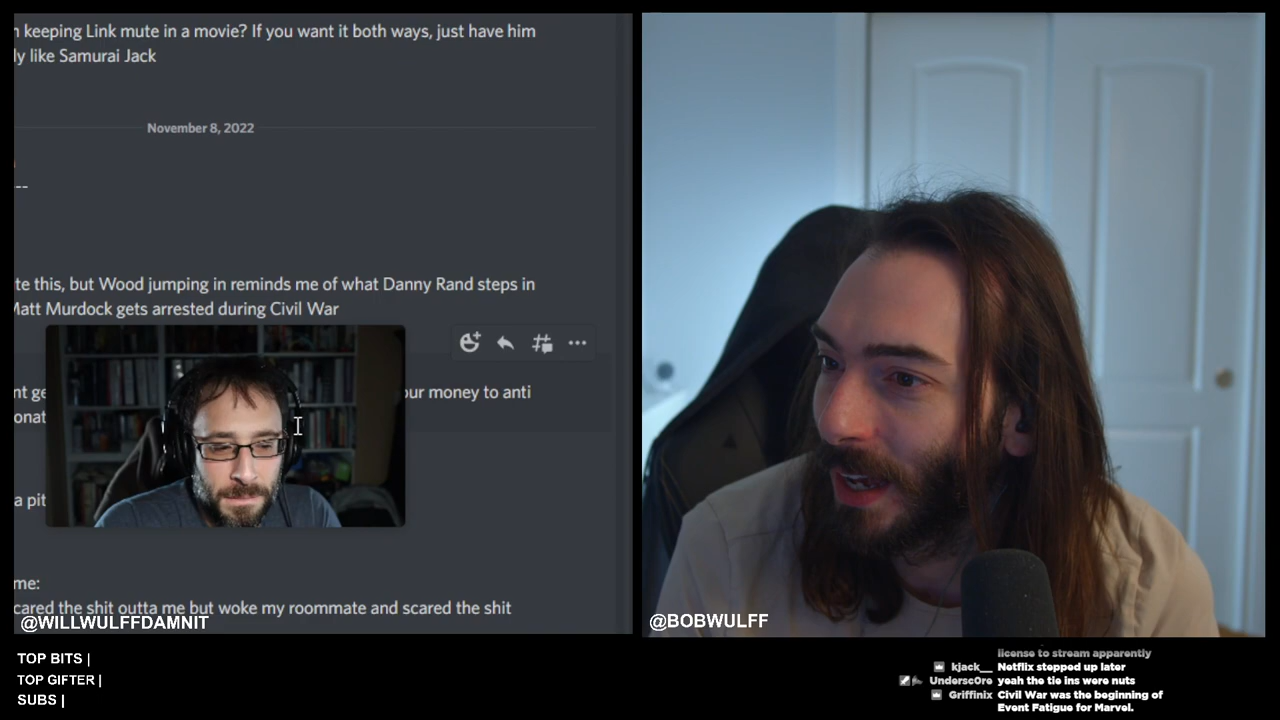 n keeping Link mute in a movie? If you want it both ways, just have him
ly like Samurai Jack
November 8, 2022
--
te this, but Wood jumping in reminds me of what Danny Rand steps in
Matt Murdock gets arrested during Civil War
nt ge
our money to anti
onat
a pit
me:
cared the shit outta me but woke my roommate and scared the shit
@WILLWULFFDAMNIT
@BOBWULFF
TOP BITS |
TOP GIFTER |
SUBS |
license to stream apparently
kjack__ Netflix stepped up later
Undersc0re yeah the tie ins were nuts
Griffinix Civil War was the beginning of
Event Fatigue for Marvel.